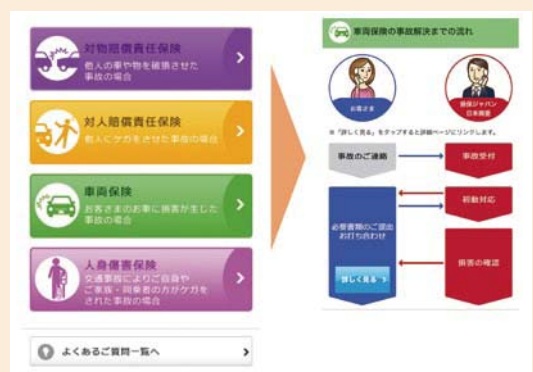 対物賠償責任保険
他人の車や物を破損させた
事故の場合
対人賠償責任保険
他人にケガをさせた事故の場合
車両保険
お客さまのお車に損害が生じた
事故の場合
人身傷害保険
交通事故によりご自身や
ご家族・同乗者の方がケガを
された事故の場合
よくあるご質問一覧へ
車両保険の事故解決までの流れ
お客さま
損保ジャパン
日本興亜
※「詳しく見る」をタップすると詳細ページにリンクします。
事故のご連絡
事故受付
初動対応
必要書類のご提出
お打ち合わせ
詳しく見る
損害の確認